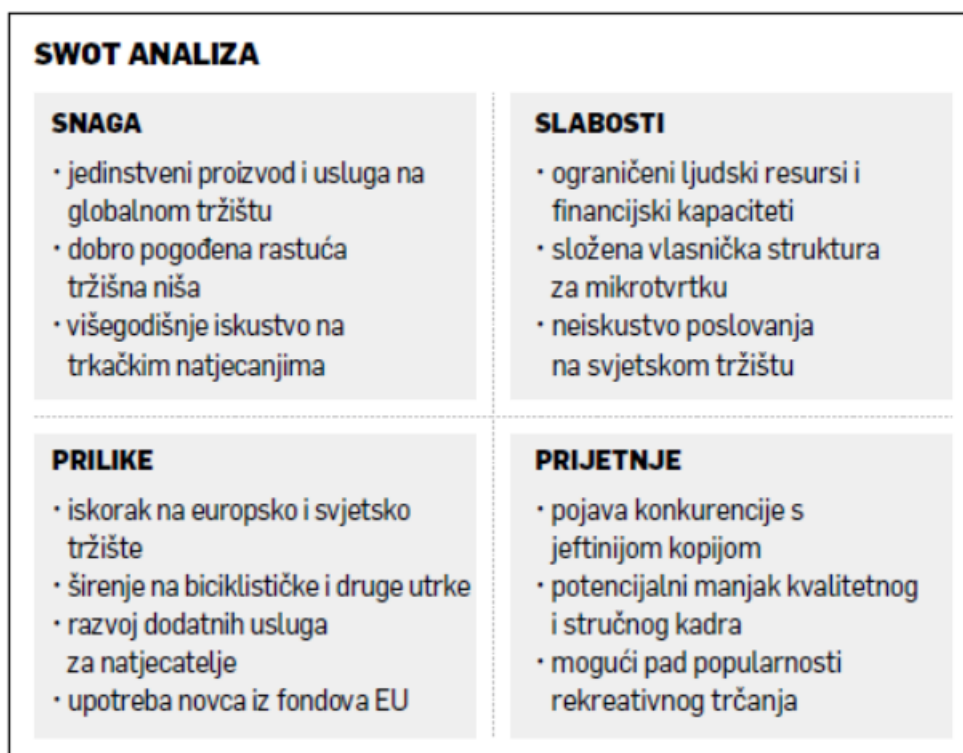 SWOT ANALIZA
SNAGA
· jedinstveni proizvod i usluga na
globalnom tržištu
· dobro pogođena rastuća
tržišna niša
· višegodišnje iskustvo na
trkačkim natjecanjima
SLABOSTI
· ograničeni ljudski resursi i
financijski kapaciteti
· složena vlasnička struktura
za mikrotvrtku
· neiskustvo poslovanja
na svjetskom tržištu
PRILIKE
· iskorak na europsko i svjetsko
tržište
· širenje na biciklističke i druge utrke
· razvoj dodatnih usluga
za natjecatelje
· upotreba novca iz fondova EU
PRIJETNJE
· pojava konkurencije s
jeftinijom kopijom
· potencijalni manjak kvalitetnog
i stručnog kadra
· mogući pad popularnosti
rekreativnog trčanja